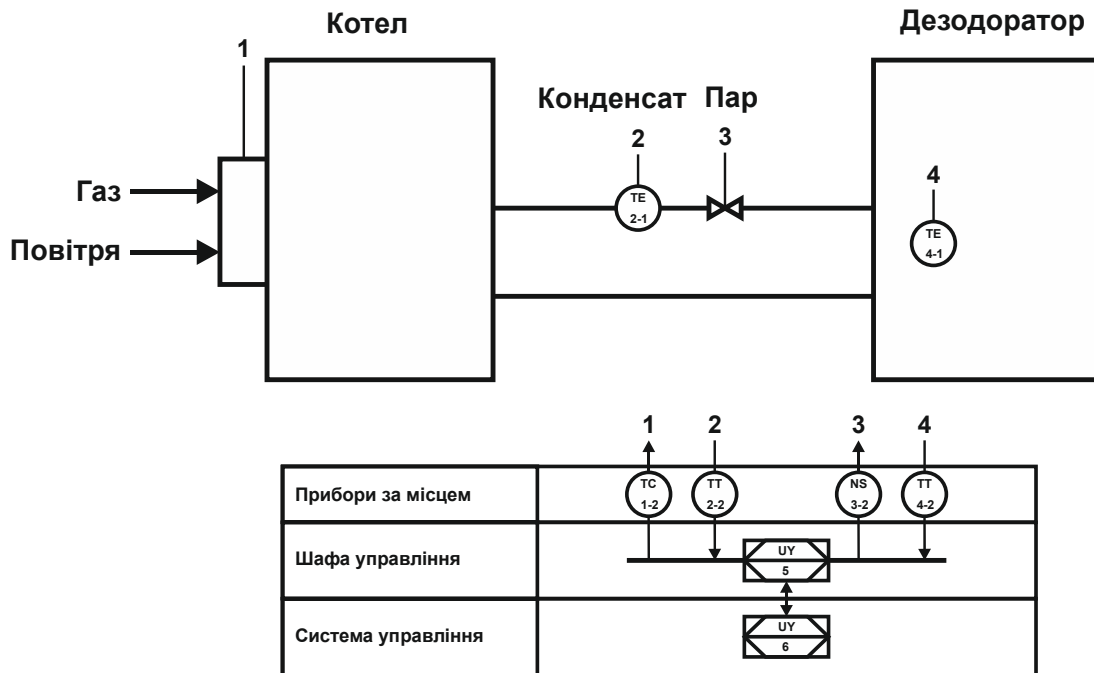 Котел
Дезодоратор
1
Конденсат Пар
2
3
4
Газ
Повітря
TE
2-1
TE
4-1
1
2
3
4
Прибори за місцем
TC
1-2
TT
2-2
NS
3-2
TT
4-2
Шафа управління
UY
5
Система управління
UY
6